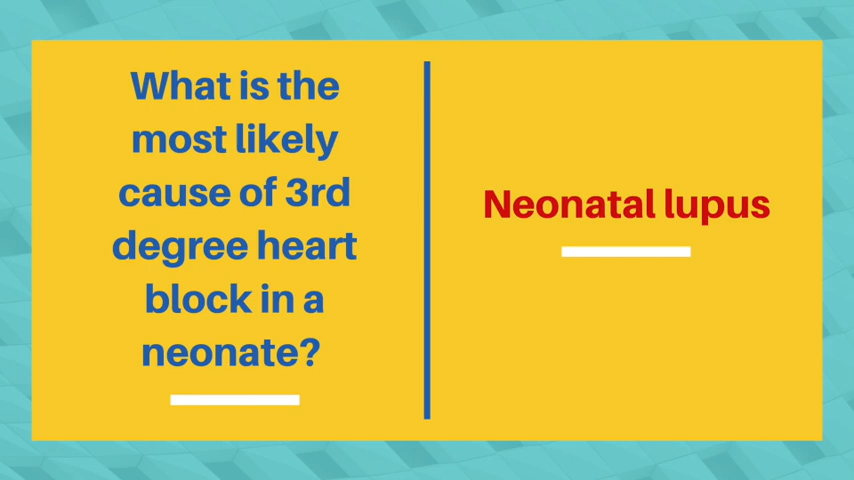 What is the
most likely
cause of 3rd
degree heart
block in a
neonate?
Neonatal lupus